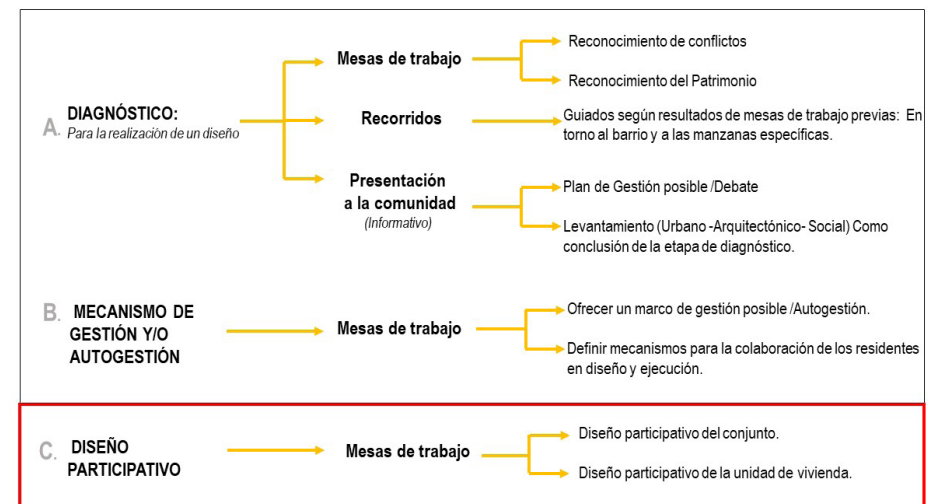 A.
DIAGNÓSTICO:
Para la realización de un diseño
Mesas de trabajo
Reconocimiento de conflictos
Reconocimiento del Patrimonio
Recorridos
Guiados según resultados de mesas de trabajo previas: En
torno al barrio y a las manzanas específicas.
Presentación
a la comunidad
(Informativo)
Plan de Gestión posible /Debate
Levantamiento (Urbano -Arquitectónico- Social) Como
conclusión de la etapa de diagnóstico.
B.
MECANISMO DE
GESTIÓN Y/O
AUTOGESTIÓN
Mesas de trabajo
Ofrecer un marco de gestión posible /Autogestión.
Definir mecanismos para la colaboración de los residentes
en diseño y ejecución.
C.
DISEÑO
PARTICIPATIVO
Mesas de trabajo
Diseño participativo del conjunto.
Diseño participativo de la unidad de vivienda.